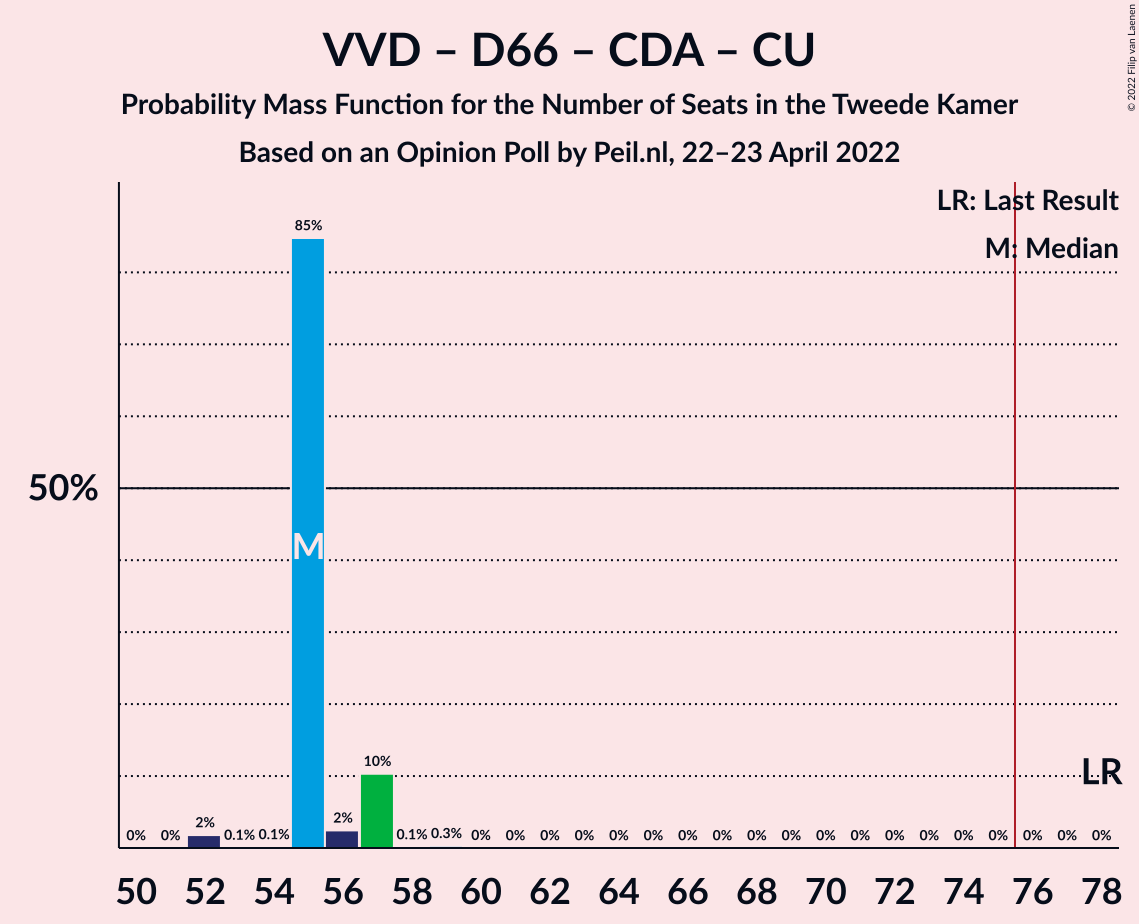 VVD – D66 – CDA – CU
Probability Mass Function for the Number of Seats in the Tweede Kamer
Based on an Opinion Poll by Peil.nl, 22–23 April 2022
© 2022 Filip van Laenen
LR: Last Result
M: Median
85%
50%
M
10%
LR
0% 0% 2% 0.1% 0.1% 2% 0.1% 0.3% 0% 0% 0% 0% 0% 0% 0% 0% 0% 0% 0% 0% 0% 0% 0% 0% 0% 0% 0%
50 52 54 56 58 60 62 64 66 68 70 72 74 76 78